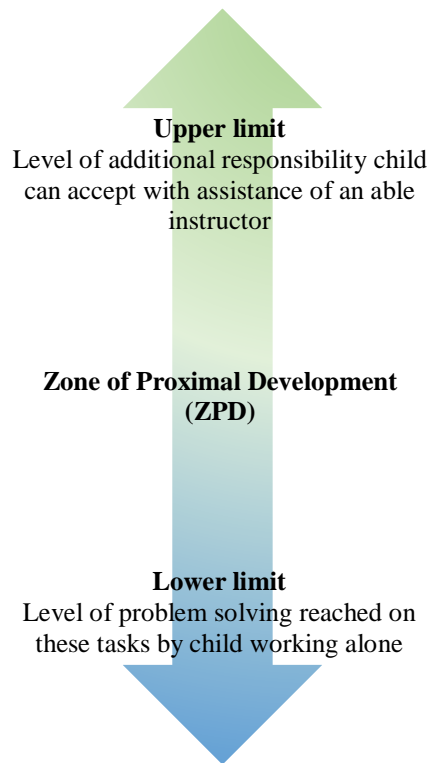 Upper limit
Level of additional responsibility child
can accept with assistance of an able
instructor
Zone of Proximal Development
(ZPD)
Lower limit
Level of problem solving reached on
these tasks by child working alone